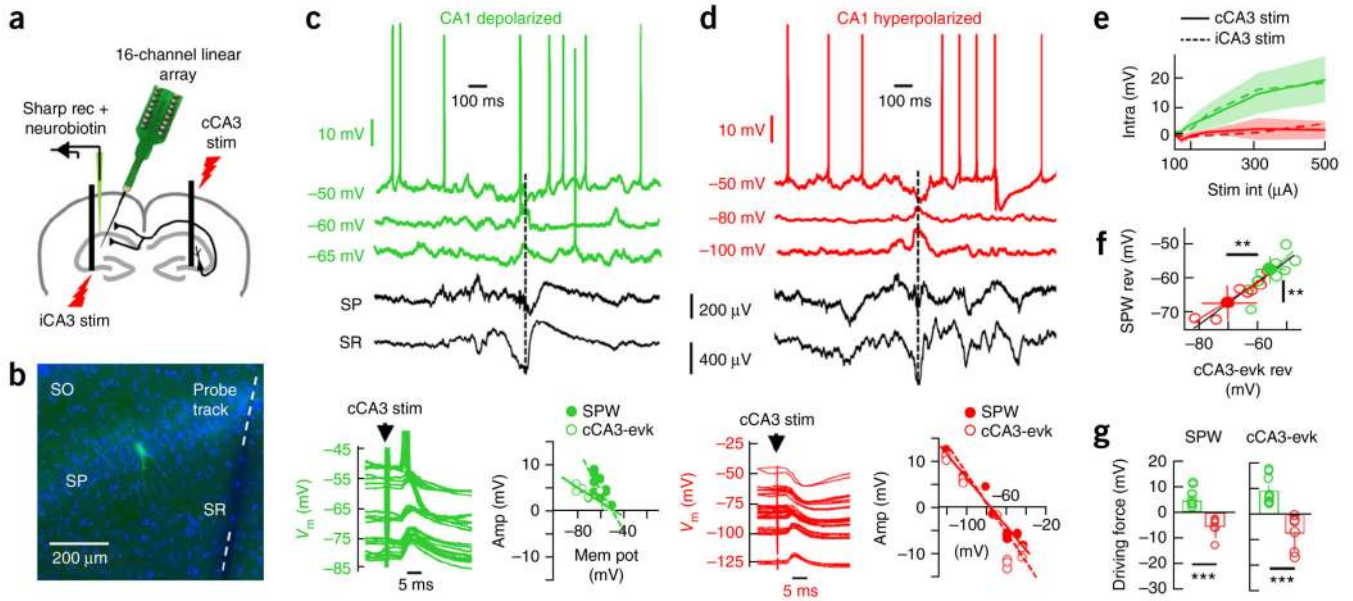 a
16-channel linear
array
Sharp rec +
neurobiotin
cCA3
stim
iCA3 stim
b
SO
Probe
track
SP
SR
200 µm
c
CA1 depolarized
100 ms
10 mV
−50 mV
−60 mV
−65 mV
SP
SR
cCA3 stim
−45
−55
−65
−75
−85
Vm
(mV)
5 ms
SPW
cCA3-evk
10
0
−10
Amp (mV)
−80
−40
Mem pot
(mV)
d
CA1 hyperpolarized
100 ms
10 mV
−50 mV
−80 mV
−100 mV
200 µV
400 µV
cCA3 stim
−25
−50
−75
−100
−125
Vm (mV)
5 ms
SPW
cCA3-evk
10
0
−10
Amp (mV)
−100
−60
−20
(mV)
e
cCA3 stim
iCA3 stim
20
10
0
Intra (mV)
100
300
500
Stim int (µA)
f
−50
−60
−70
SPW rev (mV)
**
**
−80
−60
cCA3-evk rev
(mV)
g
SPW
cCA3-evk
20
10
0
−10
−20
−30
Driving force (mV)
***
***